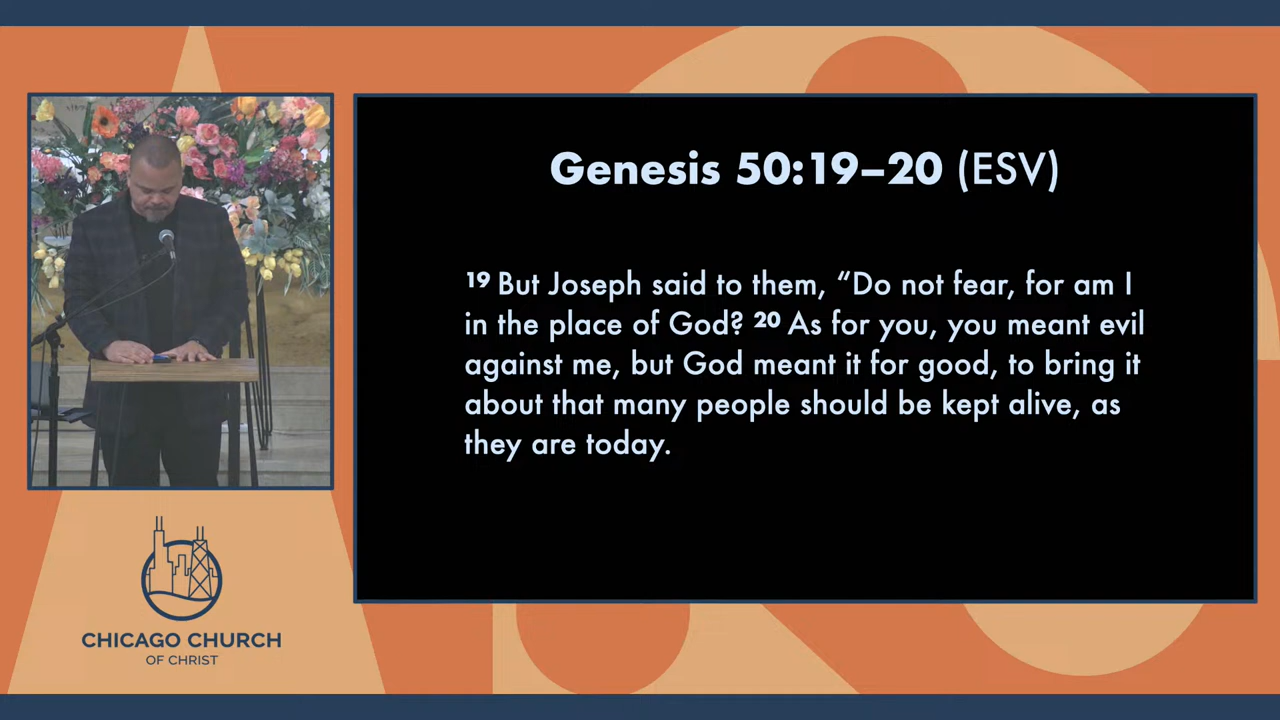 Genesis 50:19–20 (ESV)
19 But Joseph said to them, “Do not fear, for am I
in the place of God? 20 As for you, you meant evil
against me, but God meant it for good, to bring it
about that many people should be kept alive, as
they are today.
CHICAGO CHURCH
OF CHRIST